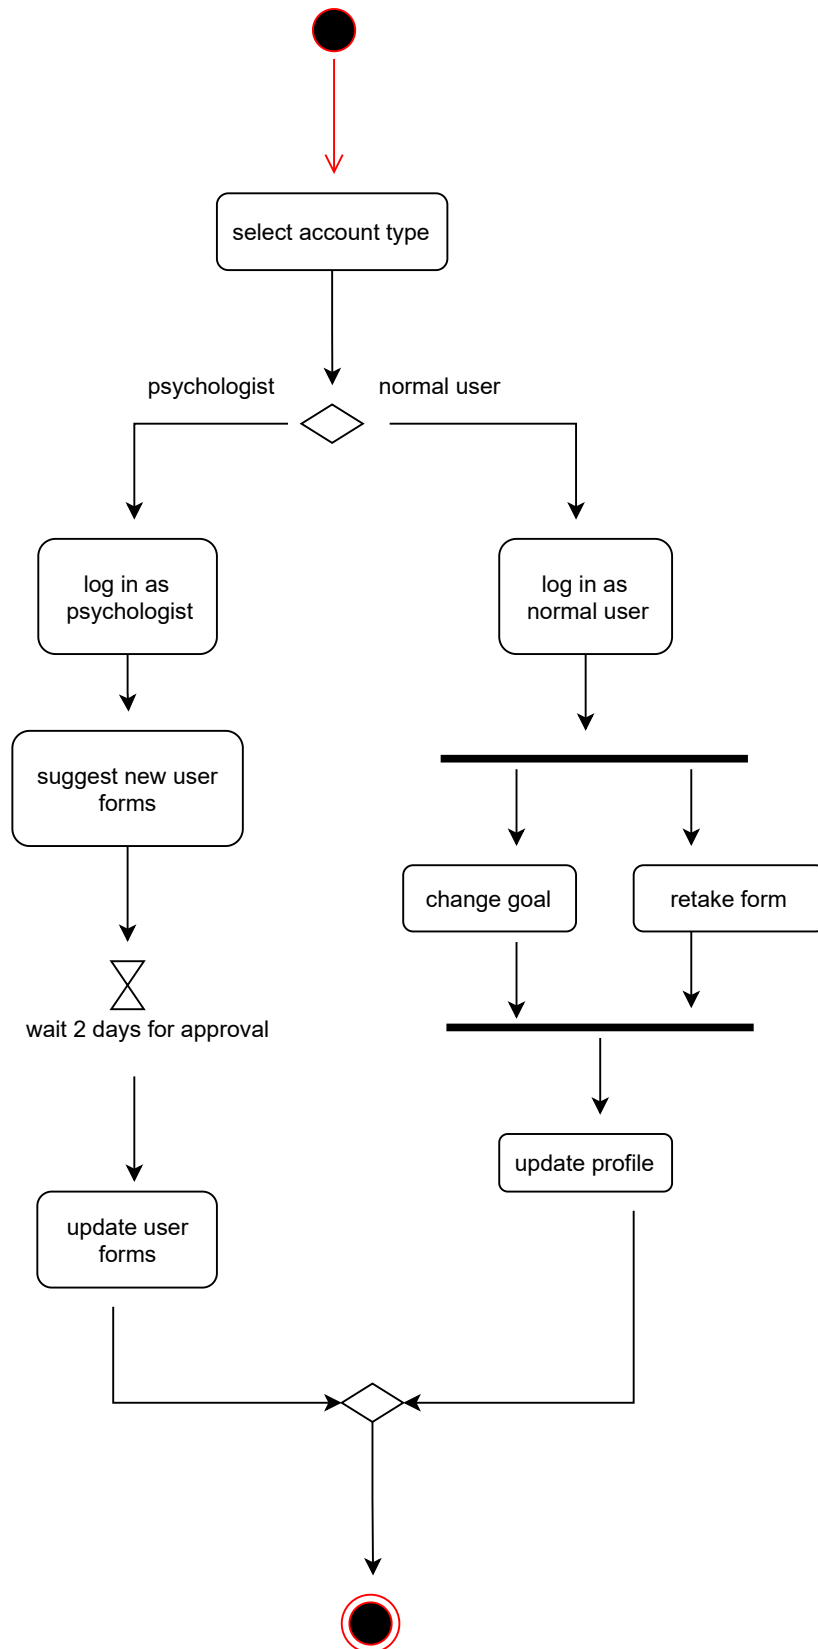 select account type
psychologist
normal user
log in as
psychologist
log in as
normal user
suggest new user
forms
change goal
retake form
wait 2 days for approval
update profile
update user
forms